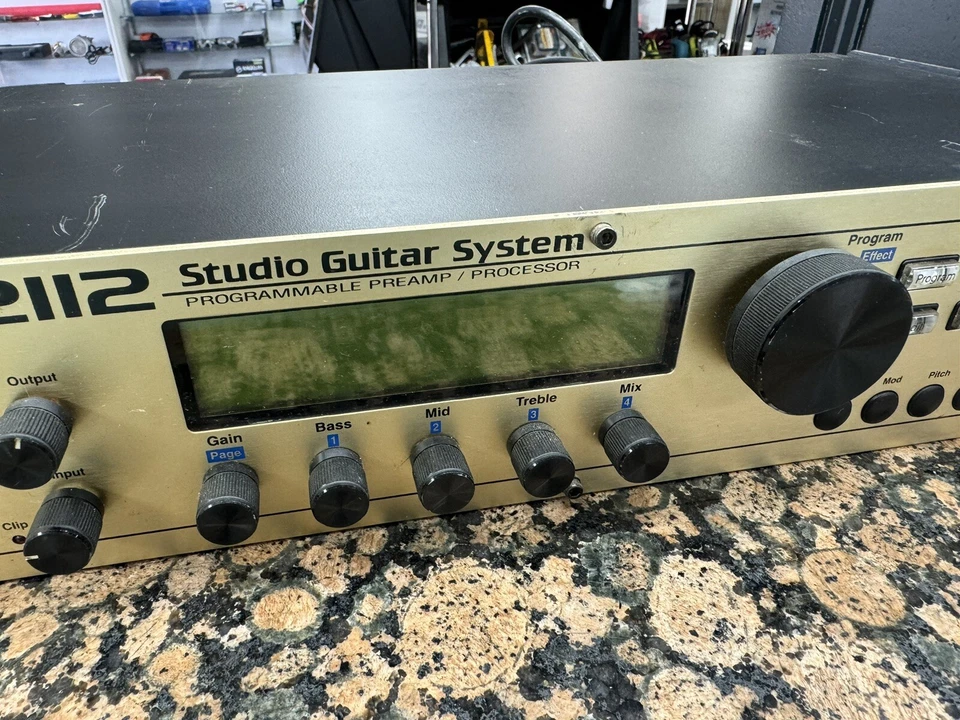 2112
Studio Guitar System
PROGRAMMABLE PREAMP / PROCESSOR
Program
Effect
Program
Output
Gain
Page
Bass
1
Mid
2
Treble
3
Mix
4
Mod
Pitch
Input
Clip